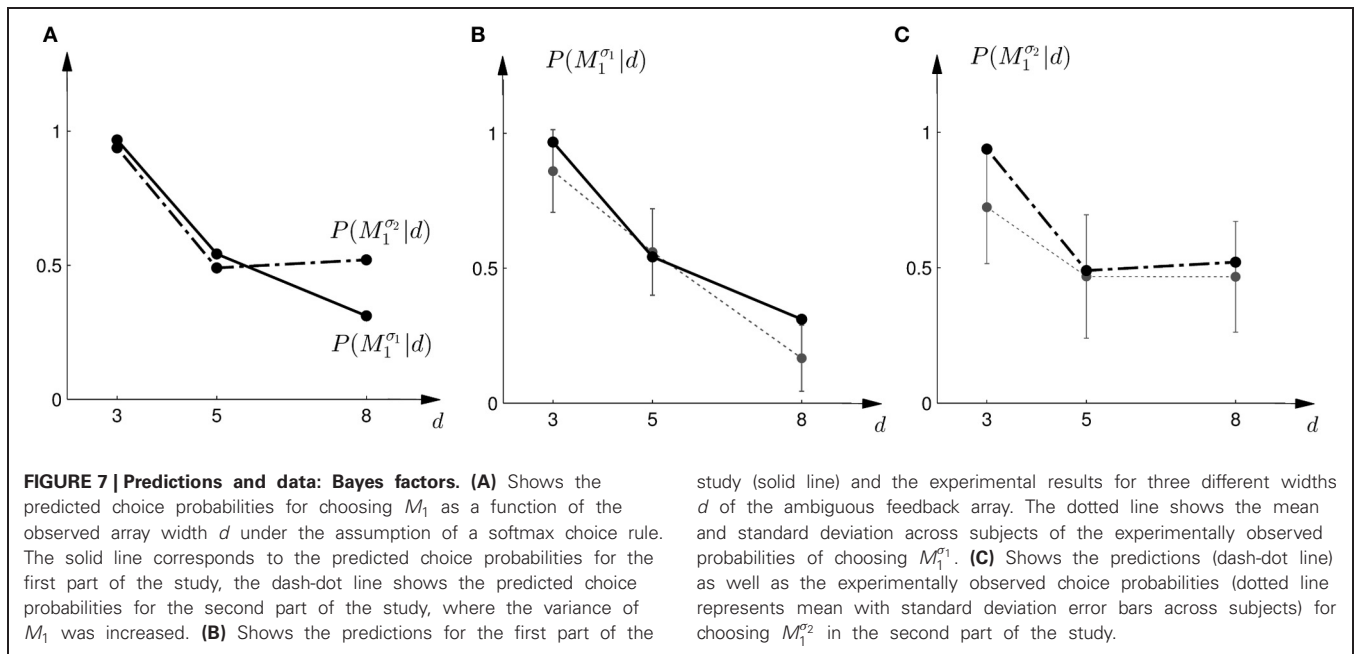 A
1
0.5
0
3
5
8
d
P(M₁^σ₂|d)
P(M₁^σ₁|d)
B
P(M₁^σ₁|d)
1
0.5
0
3
5
8
d
C
P(M₁^σ₂|d)
1
0.5
0
3
5
8
d
FIGURE 7 | Predictions and data: Bayes factors. (A) Shows the
predicted choice probabilities for choosing M₁ as a function of the
observed array width d under the assumption of a softmax choice rule.
The solid line corresponds to the predicted choice probabilities for the
first part of the study, the dash-dot line shows the predicted choice
probabilities for the second part of the study, where the variance of
M₁ was increased. (B) Shows the predictions for the first part of the
study (solid line) and the experimental results for three different widths
d of the ambiguous feedback array. The dotted line shows the mean
and standard deviation across subjects of the experimentally observed
probabilities of choosing M₁^σ₁. (C) Shows the predictions (dash-dot line)
as well as the experimentally observed choice probabilities (dotted line
represents mean with standard deviation error bars across subjects) for
choosing M₁^σ₂ in the second part of the study.